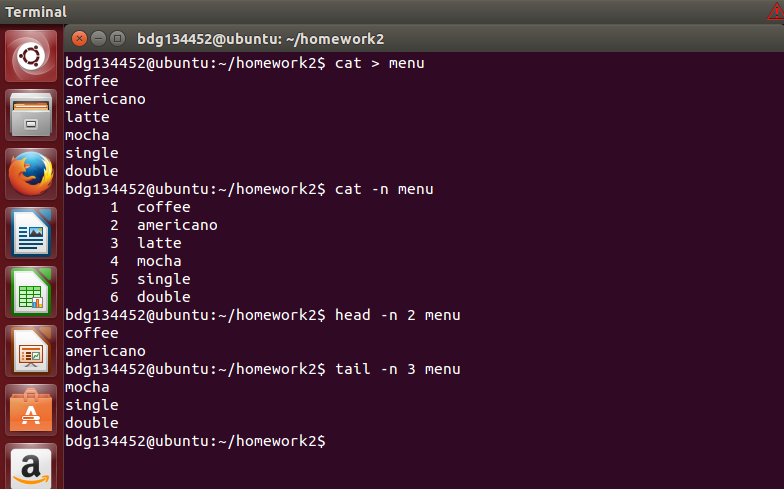 Terminal
bdg134452@ubuntu: ~/homework2
bdg134452@ubuntu:~/homework2$ cat > menu
coffee
americano
latte
mocha
single
double
bdg134452@ubuntu:~/homework2$ cat -n menu
     1  coffee
     2  americano
     3  latte
     4  mocha
     5  single
     6  double
bdg134452@ubuntu:~/homework2$ head -n 2 menu
coffee
americano
bdg134452@ubuntu:~/homework2$ tail -n 3 menu
mocha
single
double
bdg134452@ubuntu:~/homework2$